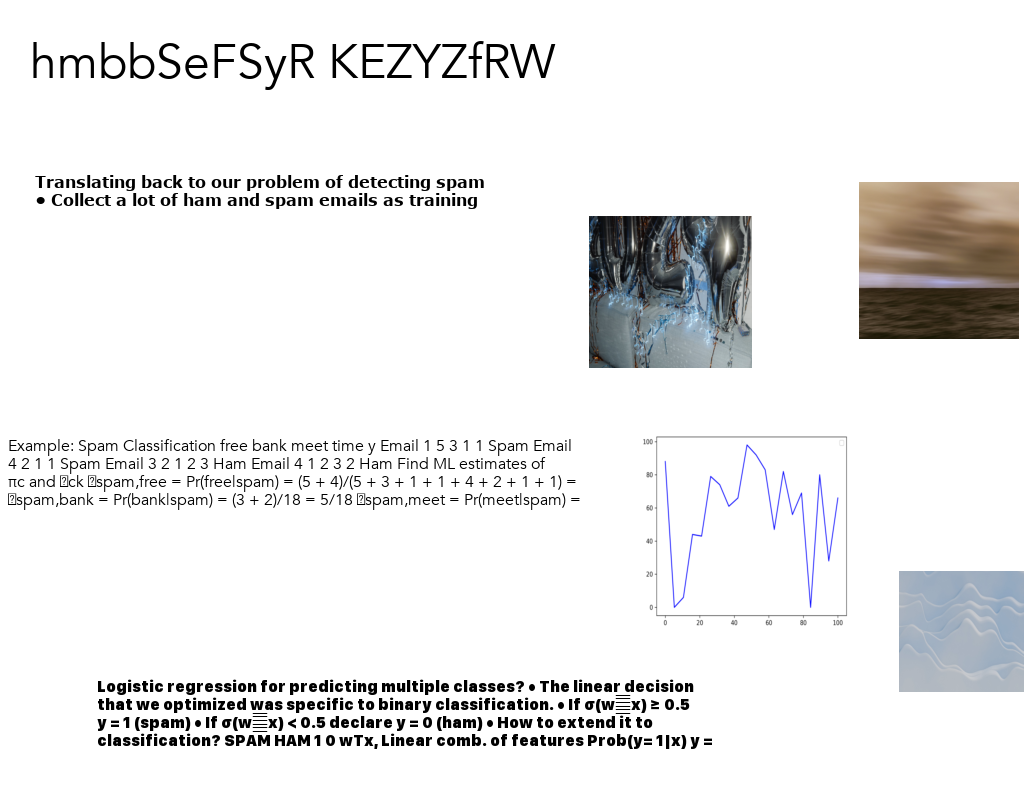 hmbbSeFSyR KEZYZfRW
Translating back to our problem of detecting spam
• Collect a lot of ham and spam emails as training
Example: Spam Classification free bank meet time y Email 1 5 3 1 1 Spam Email
4 2 1 1 Spam Email 3 2 1 2 3 Ham Email 4 1 2 3 2 Ham Find ML estimates of
πc and ck spam,free = Pr(free|spam) = (5 + 4)/(5 + 3 + 1 + 1 + 4 + 2 + 1 + 1) =
spam,bank = Pr(bank|spam) = (3 + 2)/18 = 5/18 spam,meet = Pr(meet|spam) =
100
80
60
40
20
0
0 20 40 60 80 100
Logistic regression for predicting multiple classes? • The linear decision
that we optimized was specific to binary classification. • If σ(w x) ≥ 0.5
y = 1 (spam) • If σ(w x) < 0.5 declare y = 0 (ham) • How to extend it to
classification? SPAM HAM 1 0 wTx, Linear comb. of features Prob(y= 1|x) y =